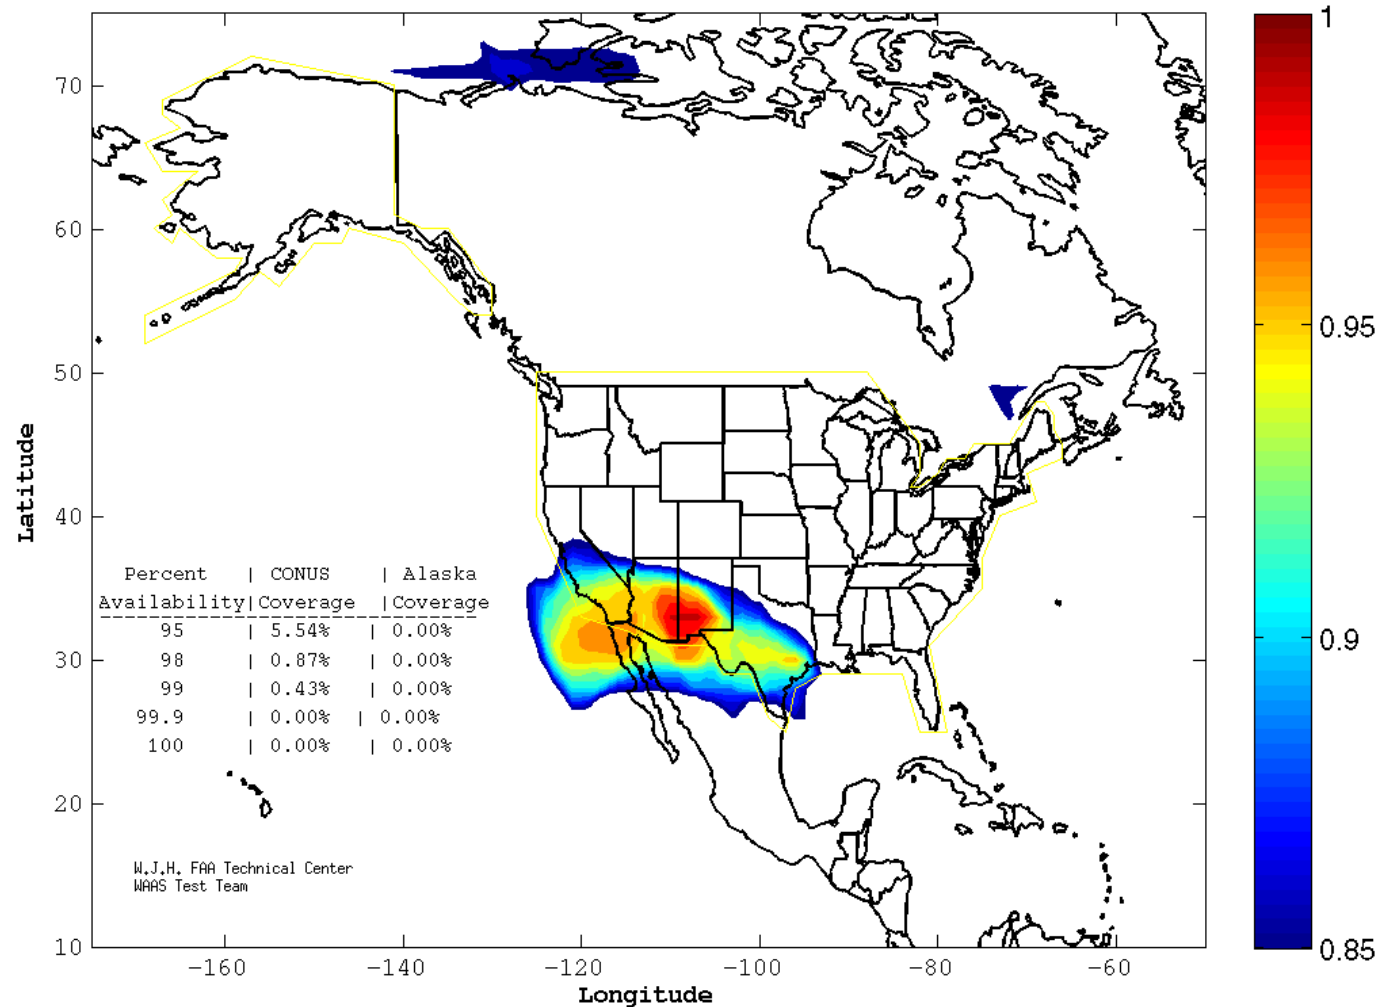 70
60
50
40
30
20
10
Latitude
Percent | CONUS | Alaska
Availability|Coverage |Coverage
95 | 5.54% | 0.00%
98 | 0.87% | 0.00%
99 | 0.43% | 0.00%
99.9 | 0.00% | 0.00%
100 | 0.00% | 0.00%
W.J.H. FAA Technical Center
WAAS Test Team
-160 -140 -120 -100 -80 -60
Longitude
1
0.95
0.9
0.85